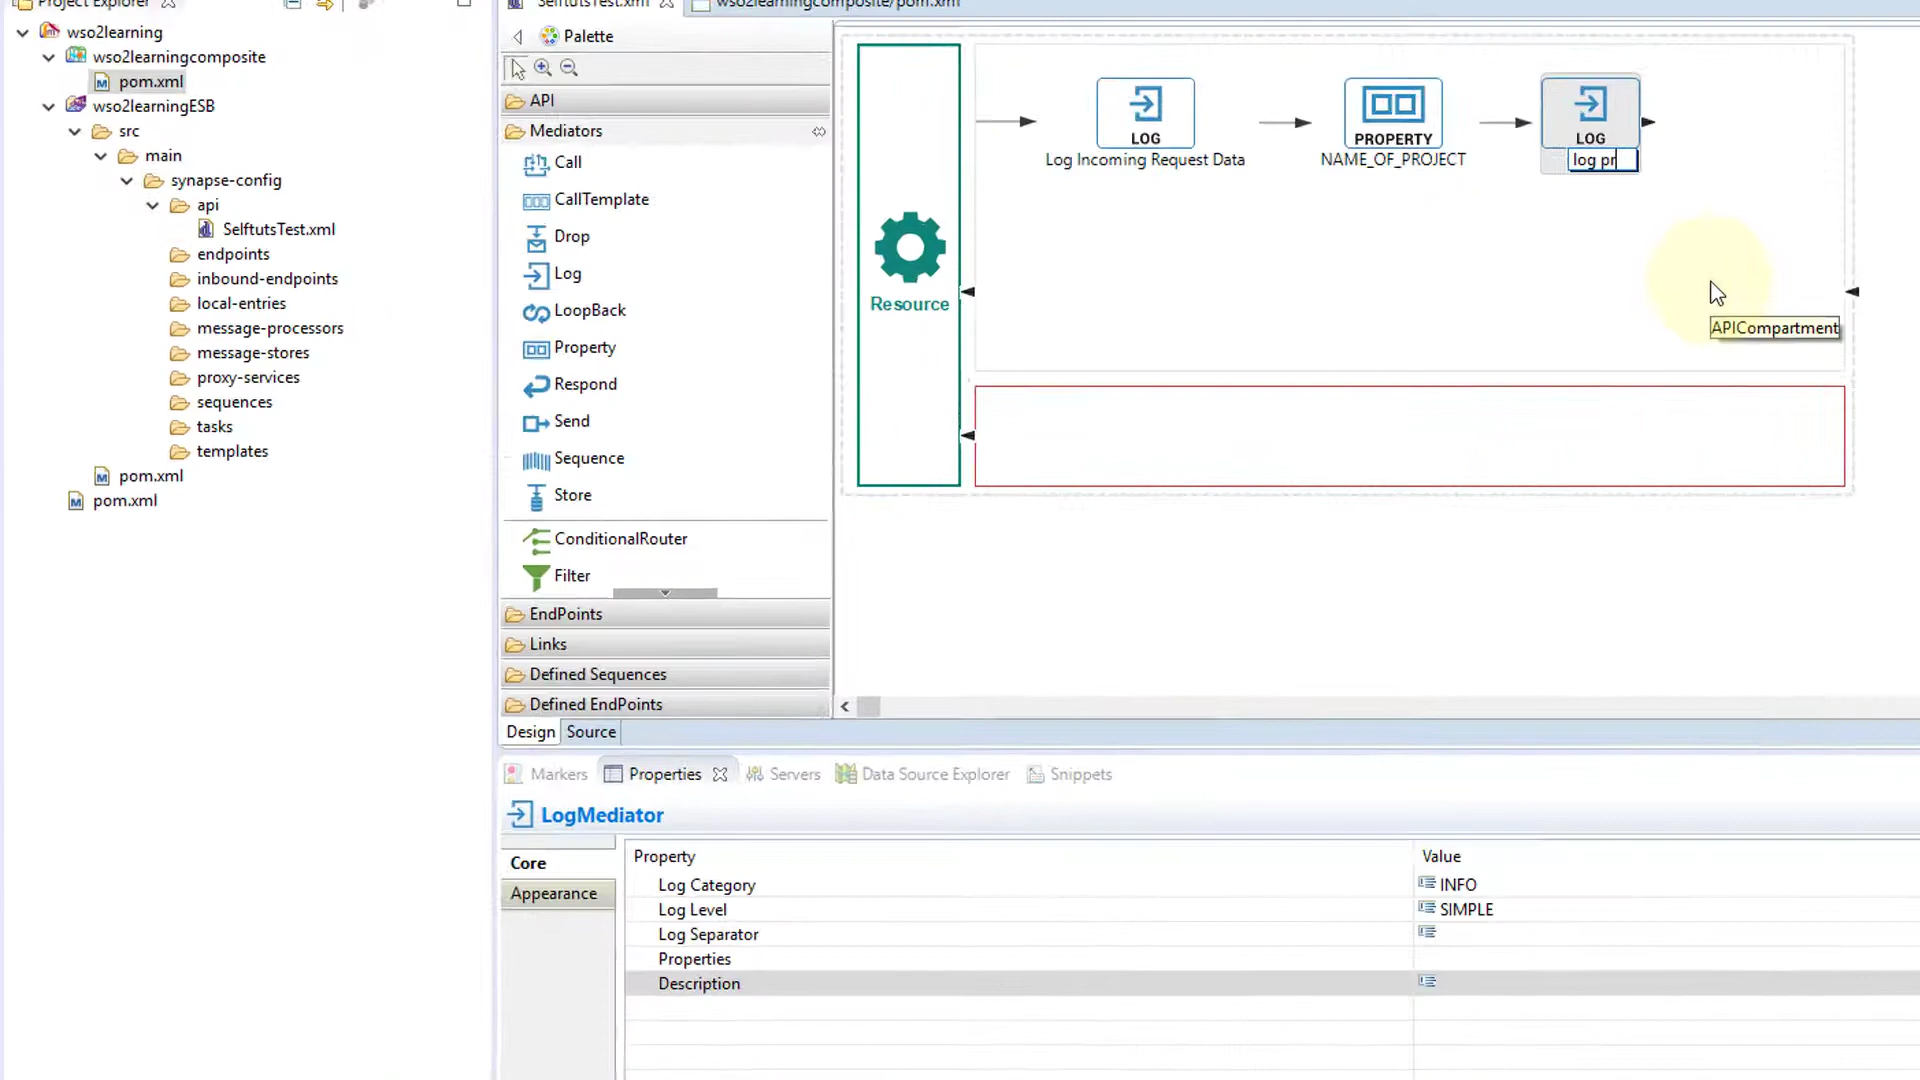 Project Explorer
wso2learning
wso2learningcomposite
pom.xml
wso2learningESB
src
main
synapse-config
api
SelftutsTest.xml
endpoints
inbound-endpoints
local-entries
message-processors
message-stores
proxy-services
sequences
tasks
templates
pom.xml
pom.xml
SelftutsTest.xml
wso2learningcomposite/pom.xml
Palette
API
Mediators
Call
CallTemplate
Drop
Log
LoopBack
Property
Respond
Send
Sequence
Store
ConditionalRouter
Filter
EndPoints
Links
Defined Sequences
Defined EndPoints
Design
Source
Resource
LOG
Log Incoming Request Data
PROPERTY
NAME_OF_PROJECT
LOG
log pr
APICompartment
Markers
Properties
Servers
Data Source Explorer
Snippets
LogMediator
Core
Appearance
Property
Value
Log Category
INFO
Log Level
SIMPLE
Log Separator
Properties
Description